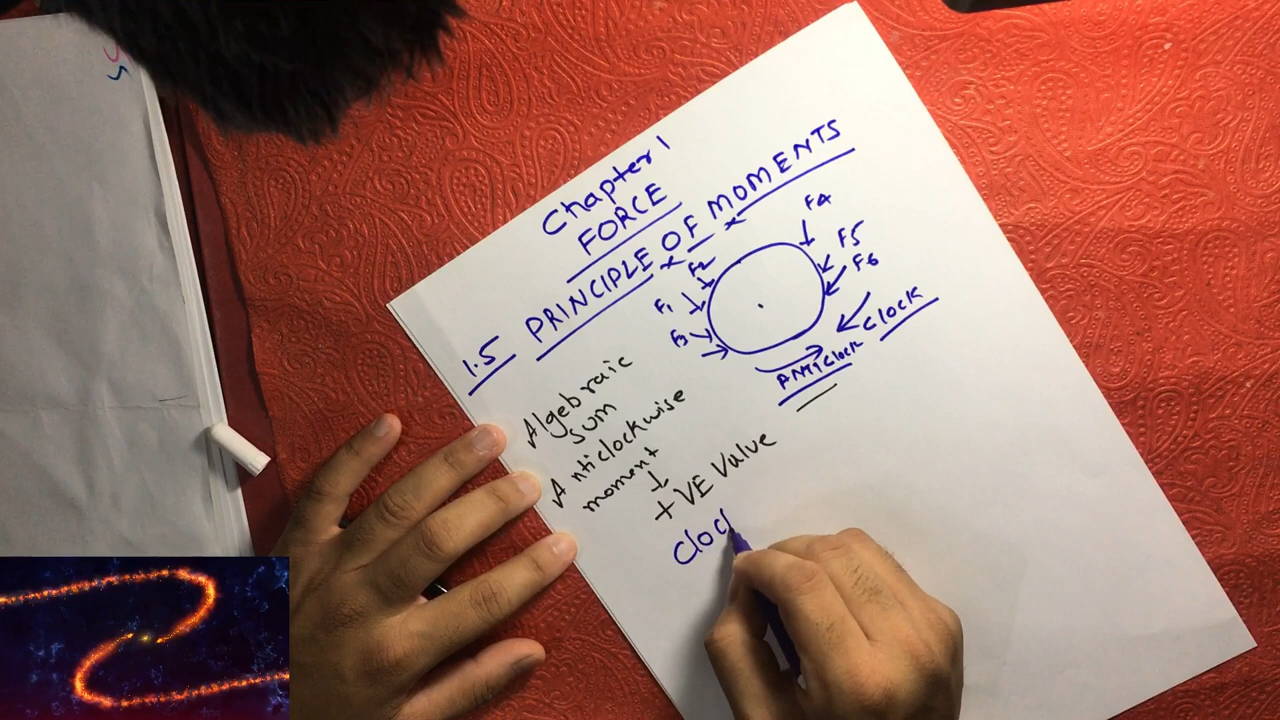 Chapter 1
FORCE
1.5 PRINCIPLE OF MOMENTS
F4
F2
F5
F6
F1
F3
CLOCK
ANTICLOCK
Algebraic
sum
Anticlockwise
moment
+VE Value
Cloc